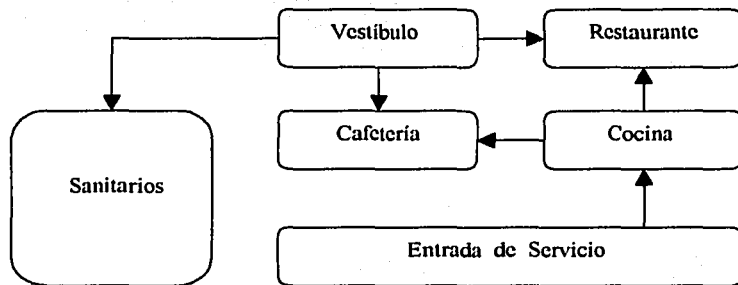 Vestíbulo
Restaurante
Cafetería
Cocina
Sanitarios
Entrada de Servicio